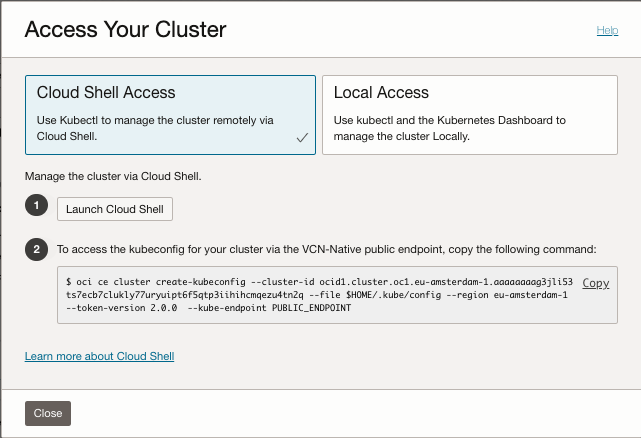 Access Your Cluster
Help
Cloud Shell Access
Use Kubectl to manage the cluster remotely via
Cloud Shell.
Local Access
Use kubectl and the Kubernetes Dashboard to
manage the cluster Locally.
Manage the cluster via Cloud Shell.
1
Launch Cloud Shell
2
To access the kubeconfig for your cluster via the VCN-Native public endpoint, copy the following command:
$ oci ce cluster create-kubeconfig --cluster-id ocid1.cluster.oc1.eu-amsterdam-1.aaaaaaaag3jli53
ts7ecb7clukly77uryuipt6f5qtp3iihihcmqezu4tn2q --file $HOME/.kube/config --region eu-amsterdam-1
--token-version 2.0.0  --kube-endpoint PUBLIC_ENDPOINT
Copy
Learn more about Cloud Shell
Close